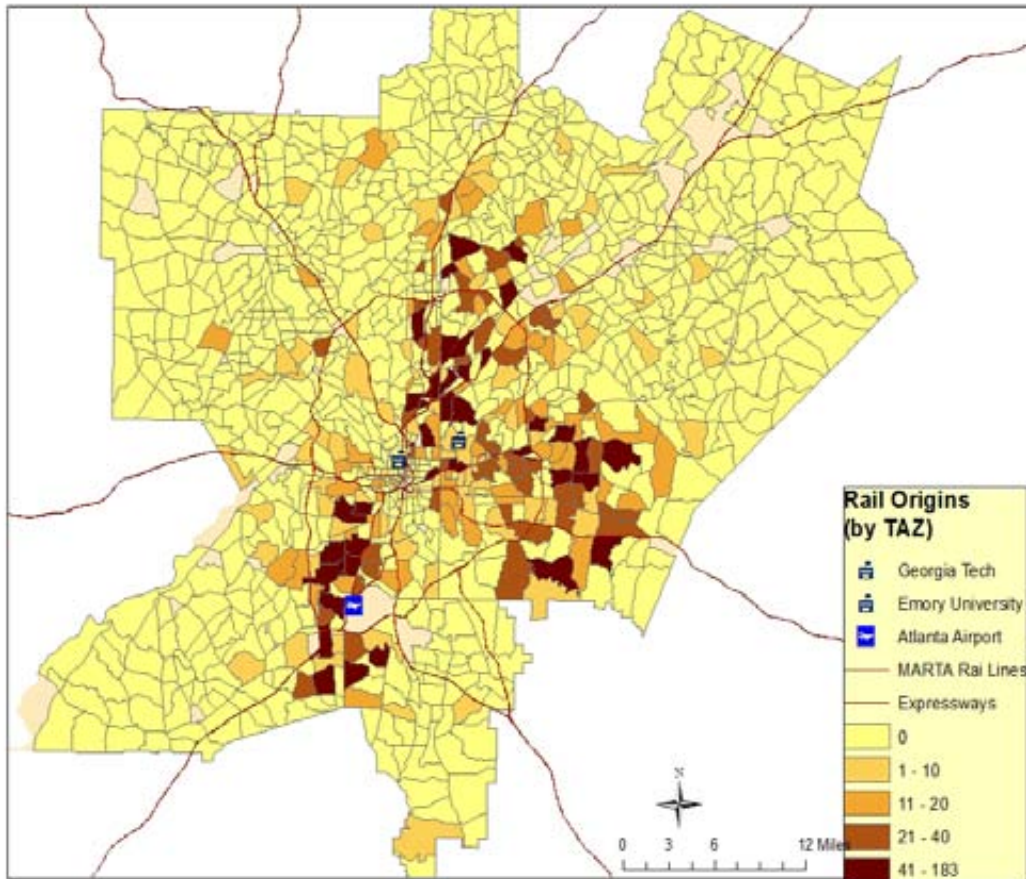 Rail Origins
(by TAZ)
Georgia Tech
Emory University
Atlanta Airport
MARTA Rai Lines
Expressways
0
1 - 10
11 - 20
21 - 40
41 - 183
N
0 3 6 12 Miles